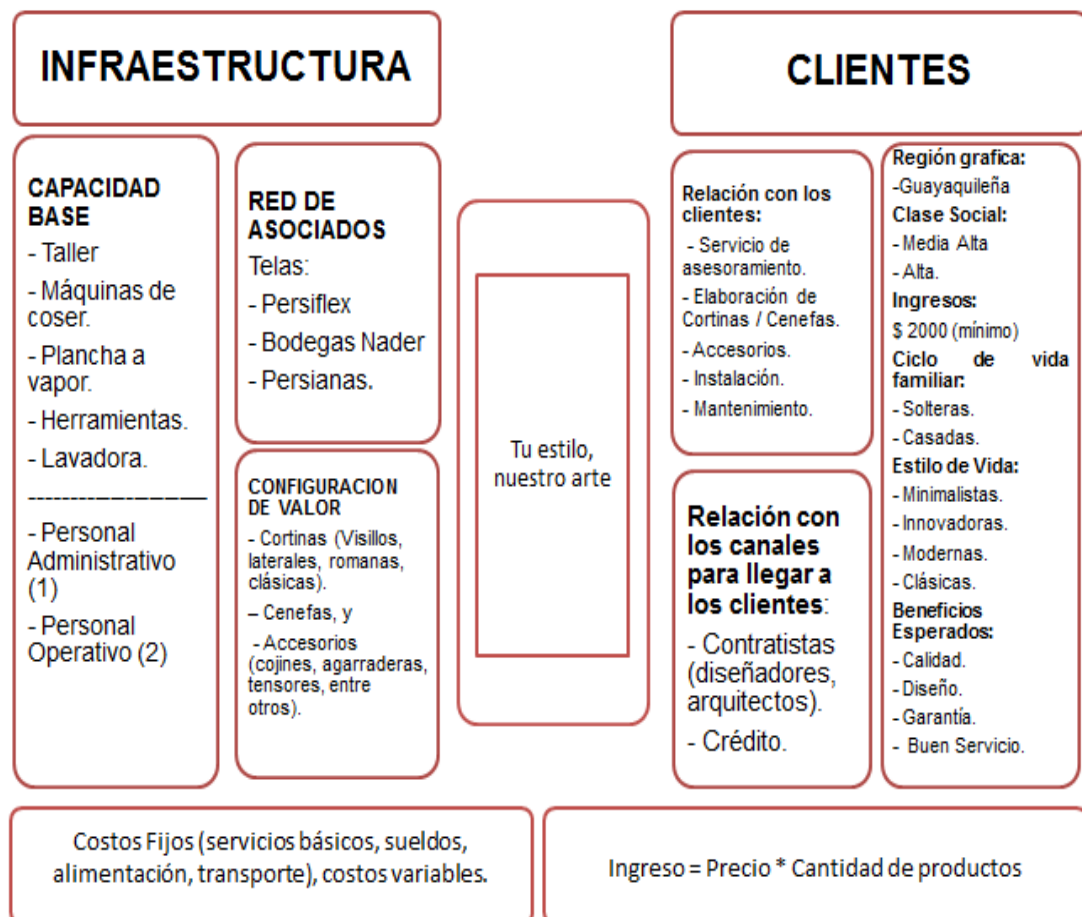 INFRAESTRUCTURA
CAPACIDAD
BASE
- Taller
- Máquinas de
coser.
- Plancha a
vapor.
- Herramientas.
- Lavadora.
-------------------------
- Personal
Administrativo
(1)
- Personal
Operativo (2)
RED DE
ASOCIADOS
Telas:
- Persiflex
- Bodegas Nader
- Persianas.
CONFIGURACION
DE VALOR
- Cortinas (Visillos,
laterales, romanas,
clásicas).
– Cenefas, y
- Accesorios
(cojines, agarraderas,
tensores, entre
otros).
Tu estilo,
nuestro arte
CLIENTES
Relación con los
clientes:
- Servicio de
asesoramiento.
- Elaboración de
Cortinas / Cenefas.
- Accesorios.
- Instalación.
- Mantenimiento.
Relación con
los canales
para llegar a
los clientes:
- Contratistas
(diseñadores,
arquitectos).
- Crédito.
Región grafica:
-Guayaquileña
Clase Social:
- Media Alta
- Alta.
Ingresos:
$ 2000 (mínimo)
Ciclo de vida
familiar:
- Solteras.
- Casadas.
Estilo de Vida:
- Minimalistas.
- Innovadoras.
- Modernas.
- Clásicas.
Beneficios
Esperados:
- Calidad.
- Diseño.
- Garantía.
- Buen Servicio.
Costos Fijos (servicios básicos, sueldos,
alimentación, transporte), costos variables.
Ingreso = Precio * Cantidad de productos